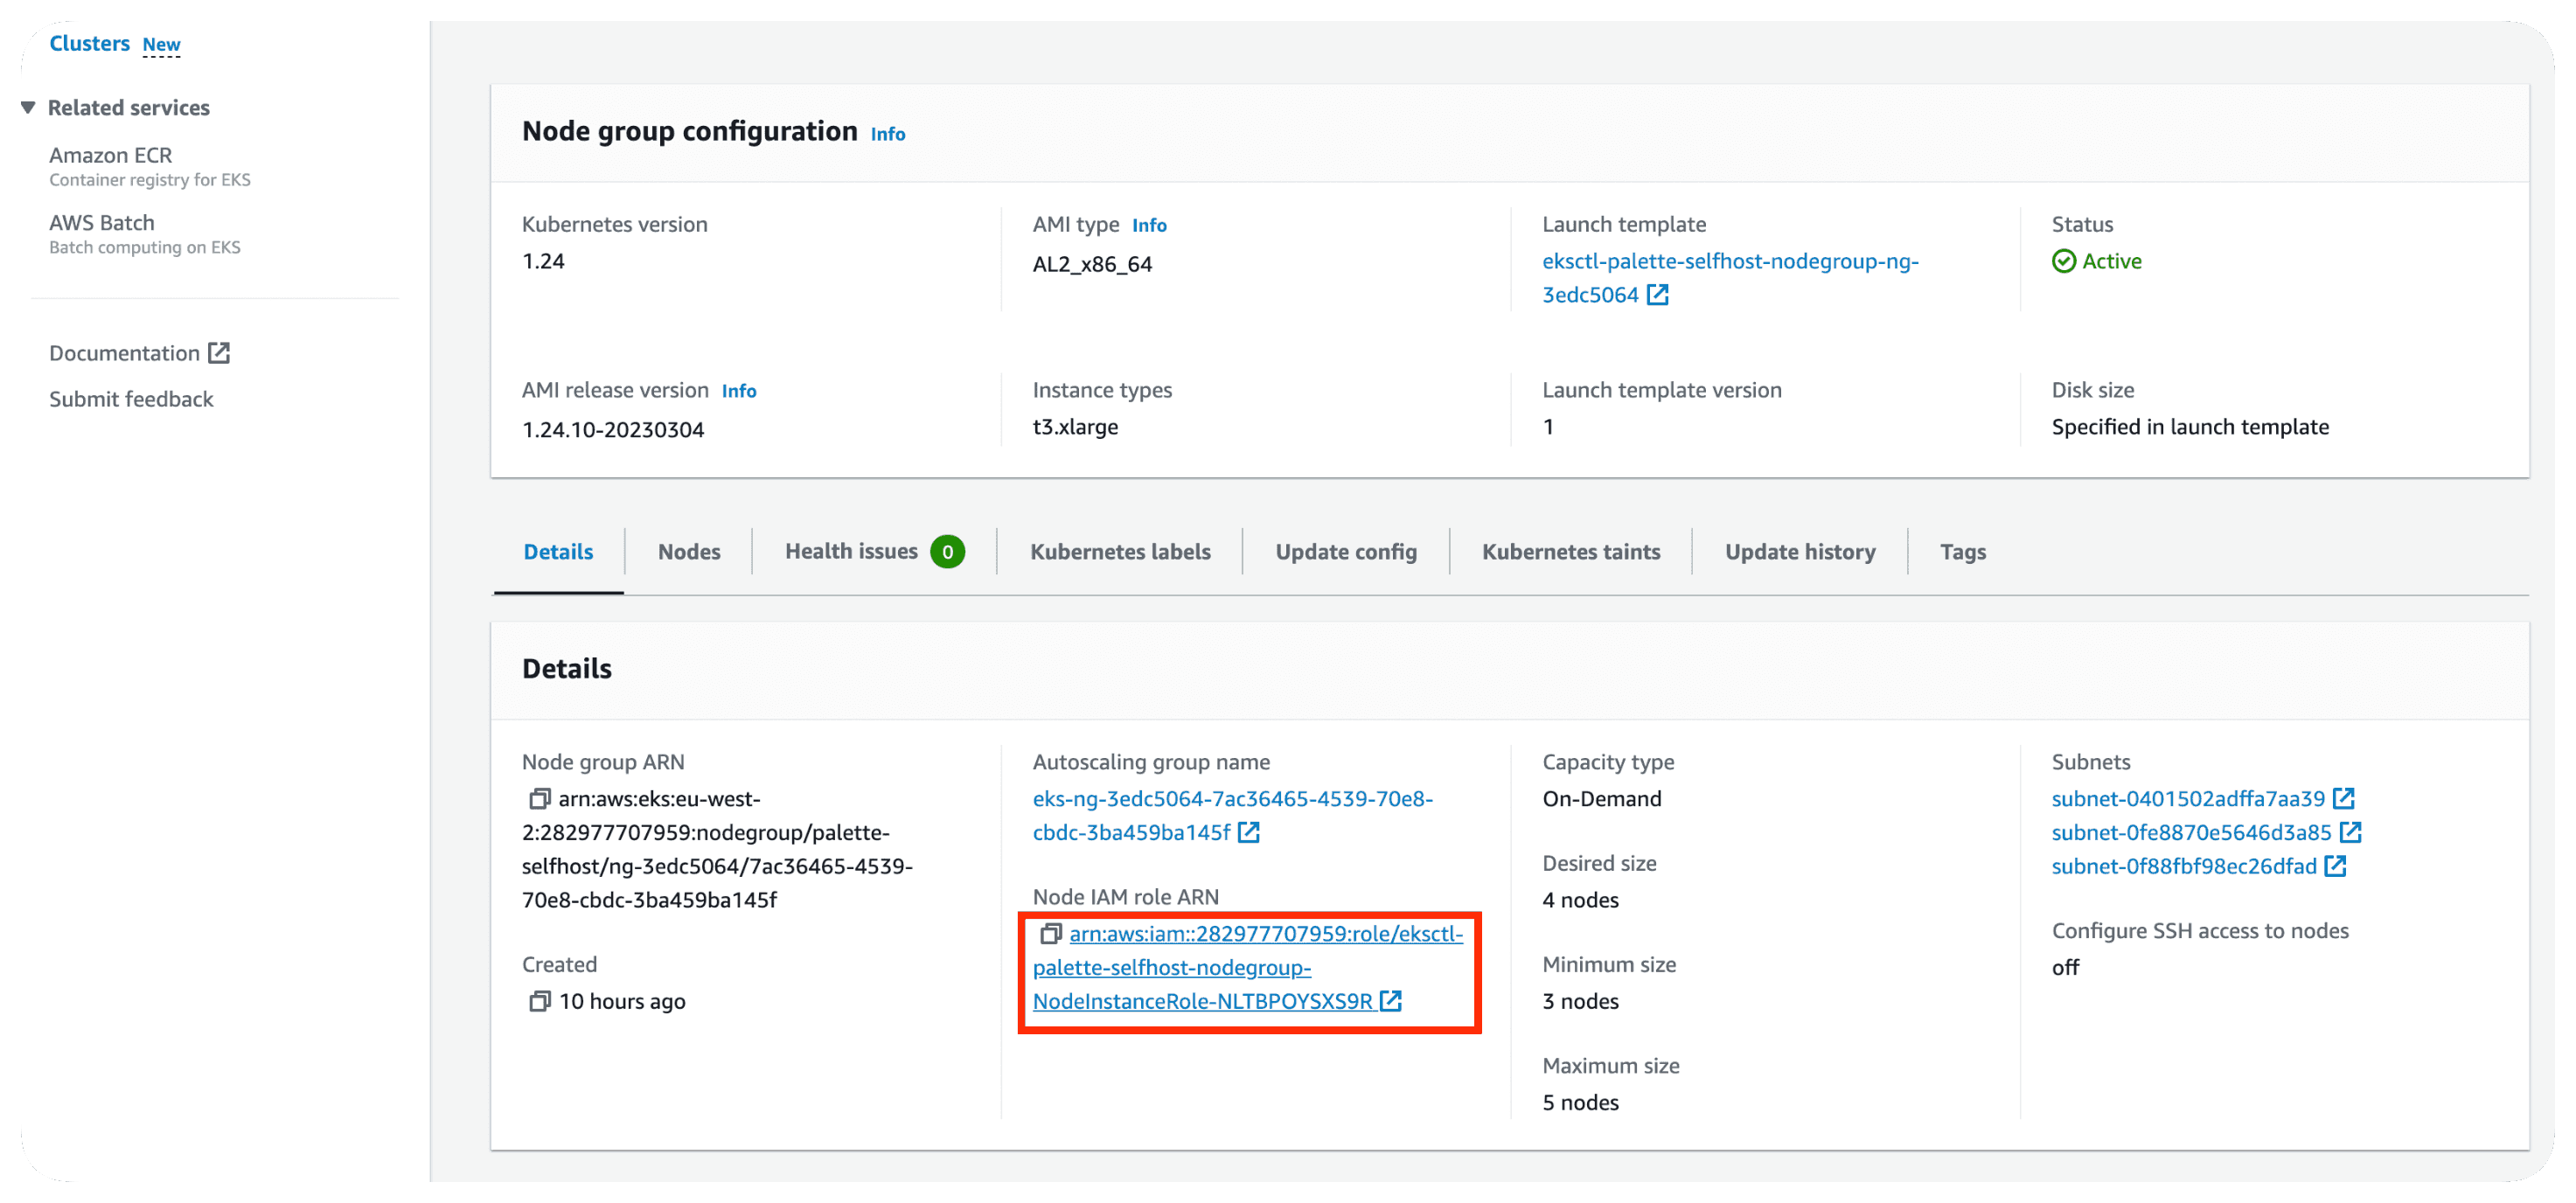 Clusters New
Related services
Amazon ECR
Container registry for EKS
AWS Batch
Batch computing on EKS
Documentation
Submit feedback
Node group configuration Info
Kubernetes version
1.24
AMI type Info
AL2_x86_64
Launch template
eksctl-palette-selfhost-nodegroup-ng-
3edc5064
Status
Active
AMI release version Info
1.24.10-20230304
Instance types
t3.xlarge
Launch template version
1
Disk size
Specified in launch template
Details
Nodes
Health issues 0
Kubernetes labels
Update config
Kubernetes taints
Update history
Tags
Details
Node group ARN
arn:aws:eks:eu-west-
2:282977707959:nodegroup/palette-
selfhost/ng-3edc5064/7ac36465-4539-
70e8-cbdc-3ba459ba145f
Created
10 hours ago
Autoscaling group name
eks-ng-3edc5064-7ac36465-4539-70e8-
cbdc-3ba459ba145f
Node IAM role ARN
arn:aws:iam::282977707959:role/eksctl-
palette-selfhost-nodegroup-
NodeInstanceRole-NLTBPOYSXS9R
Capacity type
On-Demand
Desired size
4 nodes
Minimum size
3 nodes
Maximum size
5 nodes
Subnets
subnet-0401502adffa7aa39
subnet-0fe8870e5646d3a85
subnet-0f88fbf98ec26dfad
Configure SSH access to nodes
off